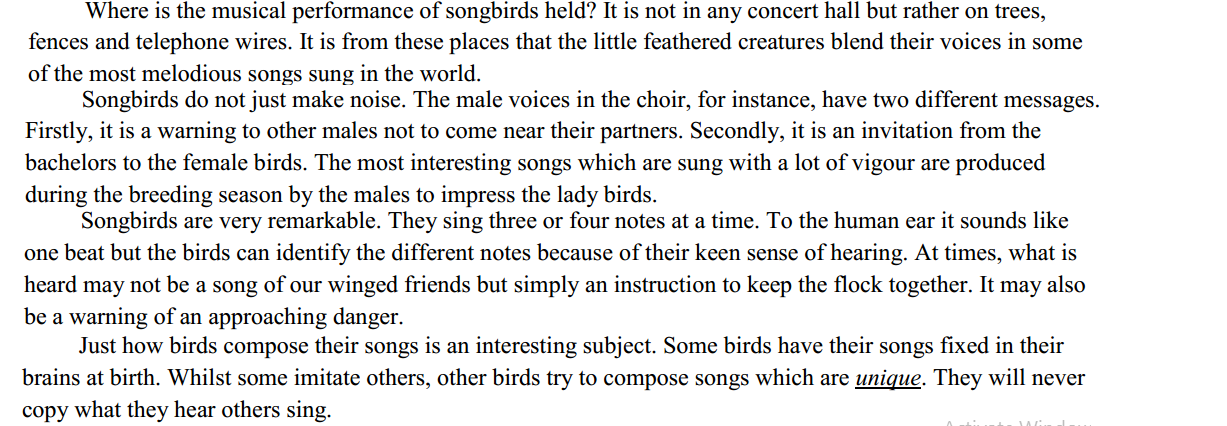 Where is the musical performance of songbirds held? It is not in any concert hall but rather on trees,
fences and telephone wires. It is from these places that the little feathered creatures blend their voices in some
of the most melodious songs sung in the world.
Songbirds do not just make noise. The male voices in the choir, for instance, have two different messages.
Firstly, it is a warning to other males not to come near their partners. Secondly, it is an invitation from the
bachelors to the female birds. The most interesting songs which are sung with a lot of vigour are produced
during the breeding season by the males to impress the lady birds.
Songbirds are very remarkable. They sing three or four notes at a time. To the human ear it sounds like
one beat but the birds can identify the different notes because of their keen sense of hearing. At times, what is
heard may not be a song of our winged friends but simply an instruction to keep the flock together. It may also
be a warning of an approaching danger.
Just how birds compose their songs is an interesting subject. Some birds have their songs fixed in their
brains at birth. Whilst some imitate others, other birds try to compose songs which are unique. They will never
copy what they hear others sing.